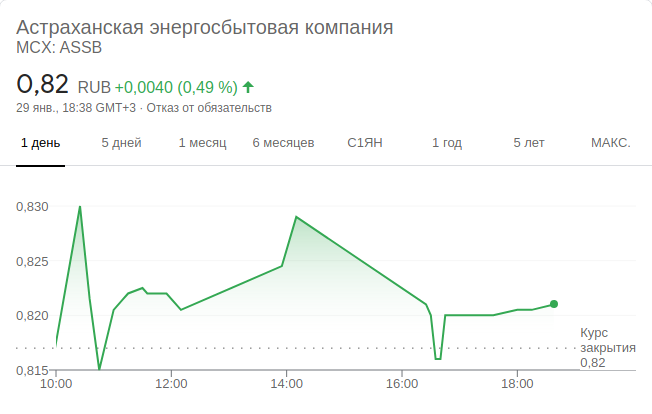 Астраханская энергосбытовая компания
MCX: ASSB
0,82 RUB +0,0040 (0,49 %)
29 янв., 18:38 GMT+3 · Отказ от обязательств
1 день 5 дней 1 месяц 6 месяцев С1ЯН 1 год 5 лет МАКС.
0,830
0,825
0,820
Курс
закрытия
0,82
0,815
10:00 12:00 14:00 16:00 18:00